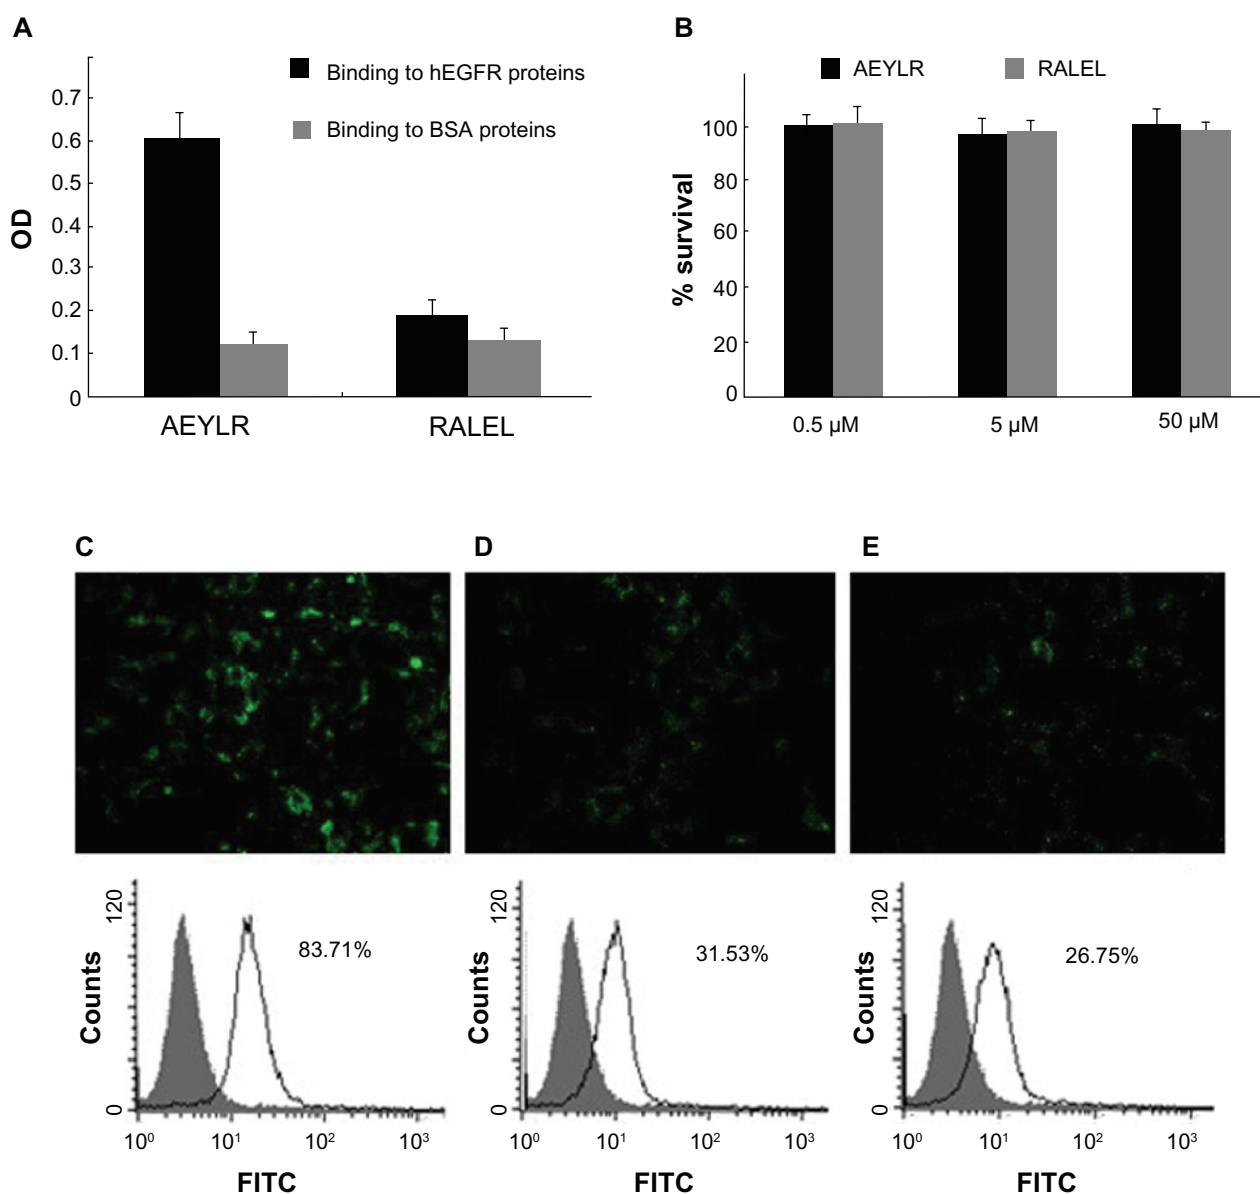 A
Binding to hEGFR proteins
Binding to BSA proteins
OD
0.7
0.6
0.5
0.4
0.3
0.2
0.1
0
AEYLR RALEL
B
AEYLR RALEL
% survival
100
80
60
40
20
0
0.5 µM 5 µM 50 µM
C
D
E
120
Counts
0
83.71%
10⁰ 10¹ 10² 10³
FITC
120
Counts
0
31.53%
10⁰ 10¹ 10² 10³
FITC
120
Counts
0
26.75%
10⁰ 10¹ 10² 10³
FITC